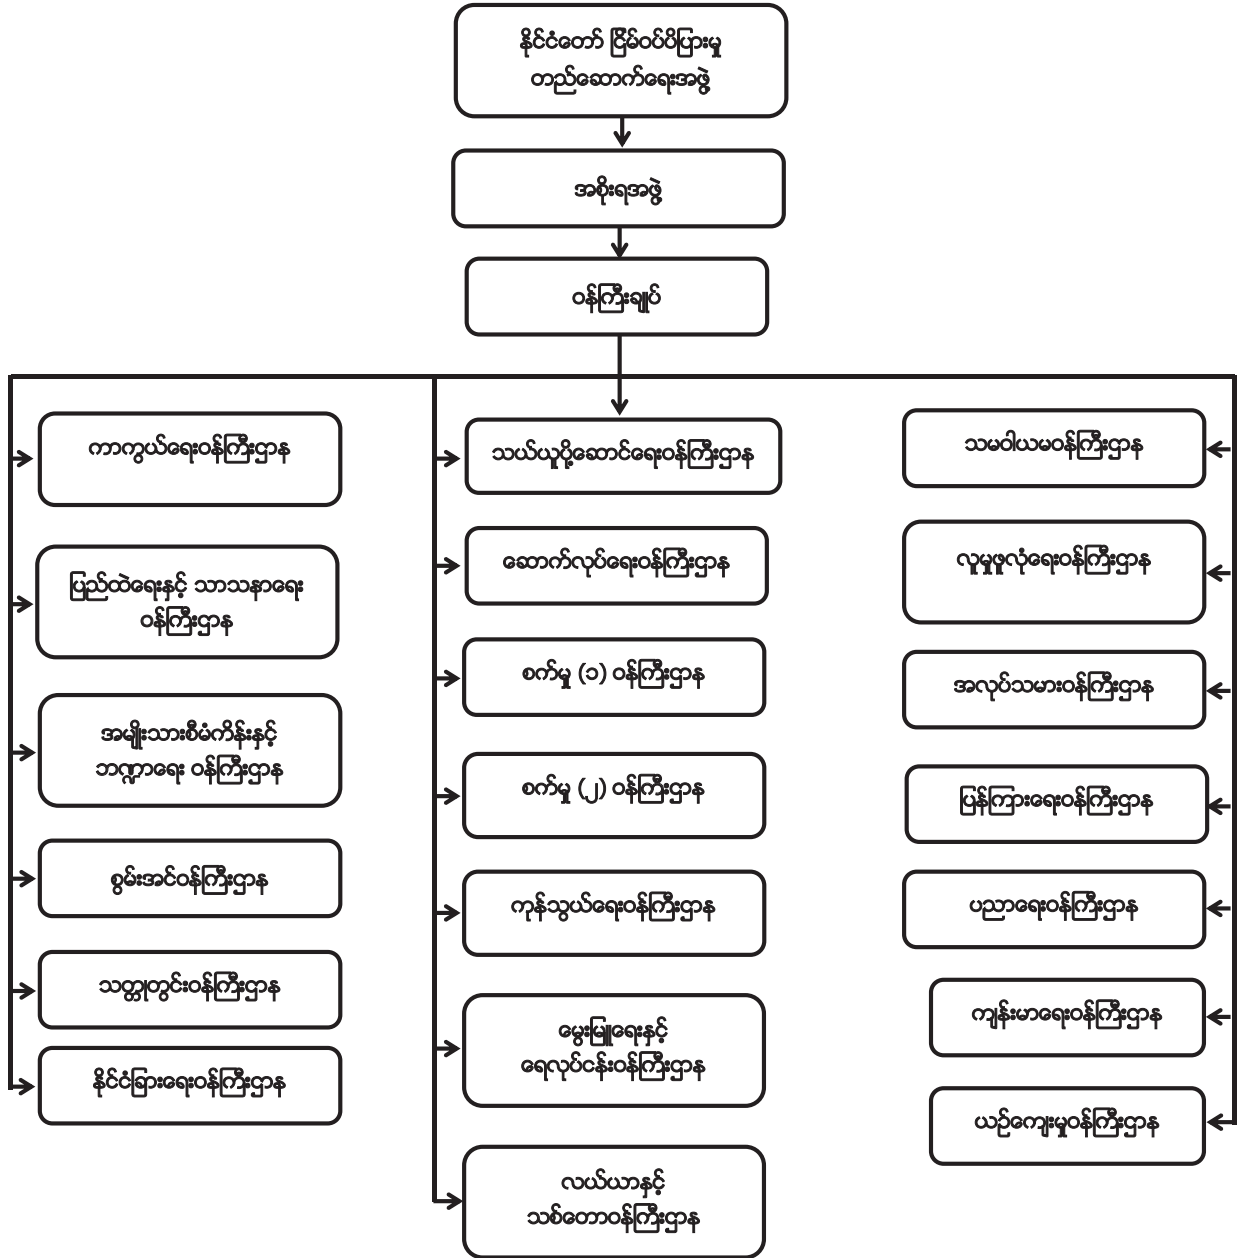 နိုင်ငံတော် ငြိမ်ဝပ်ပိပြားမှု
တည်ဆောက်ရေးအဖွဲ့
အစိုးရအဖွဲ့
ဝန်ကြီးချုပ်
ကာကွယ်ရေးဝန်ကြီးဌာန
ပြည်ထဲရေးနှင့် သာသနာရေး
ဝန်ကြီးဌာန
အမျိုးသားစီမံကိန်းနှင့်
ဘဏ္ဍာရေး ဝန်ကြီးဌာန
စွမ်းအင်ဝန်ကြီးဌာန
သတ္တုတွင်းဝန်ကြီးဌာန
နိုင်ငံခြားရေးဝန်ကြီးဌာန
သယ်ယူပို့ဆောင်ရေးဝန်ကြီးဌာန
ဆောက်လုပ်ရေးဝန်ကြီးဌာန
စက်မှု (၁) ဝန်ကြီးဌာန
စက်မှု (၂) ဝန်ကြီးဌာန
ကုန်သွယ်ရေးဝန်ကြီးဌာန
မွေးမြူရေးနှင့်
ရေလုပ်ငန်းဝန်ကြီးဌာန
လယ်ယာနှင့်
သစ်တောဝန်ကြီးဌာန
သမဝါယမဝန်ကြီးဌာန
လူမှုဖူလုံရေးဝန်ကြီးဌာန
အလုပ်သမားဝန်ကြီးဌာန
ပြန်ကြားရေးဝန်ကြီးဌာန
ပညာရေးဝန်ကြီးဌာန
ကျန်းမာရေးဝန်ကြီးဌာန
ယဉ်ကျေးမှုဝန်ကြီးဌာန